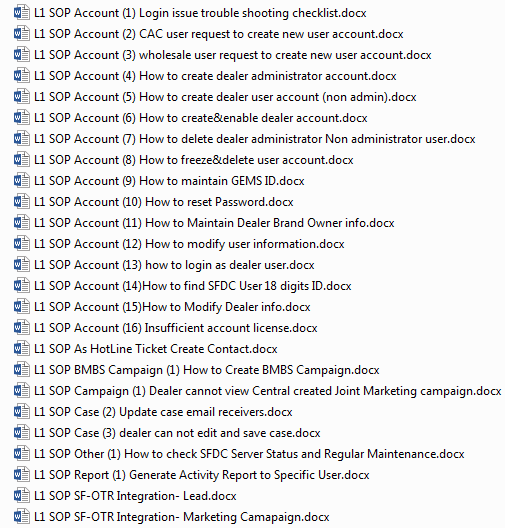 L1 SOP Account (1) Login issue trouble shooting checklist.docx
L1 SOP Account (2) CAC user request to create new user account.docx
L1 SOP Account (3) wholesale user request to create new user account.docx
L1 SOP Account (4) How to create dealer administrator account.docx
L1 SOP Account (5) How to create dealer user account (non admin).docx
L1 SOP Account (6) How to create&enable dealer account.docx
L1 SOP Account (7) How to delete dealer administrator Non administrator user.docx
L1 SOP Account (8) How to freeze&delete user account.docx
L1 SOP Account (9) How to maintain GEMS ID.docx
L1 SOP Account (10) How to reset Password.docx
L1 SOP Account (11) How to Maintain Dealer Brand Owner info.docx
L1 SOP Account (12) How to modify user information.docx
L1 SOP Account (13) how to login as dealer user.docx
L1 SOP Account (14)How to find SFDC User 18 digits ID.docx
L1 SOP Account (15)How to Modify Dealer info.docx
L1 SOP Account (16) Insufficient account license.docx
L1 SOP As HotLine Ticket Create Contact.docx
L1 SOP BMBS Campaign (1) How to Create BMBS Campaign.docx
L1 SOP Campaign (1) Dealer cannot view Central created Joint Marketing campaign.docx
L1 SOP Case (2) Update case email receivers.docx
L1 SOP Case (3) dealer can not edit and save case.docx
L1 SOP Other (1) How to check SFDC Server Status and Regular Maintenance.docx
L1 SOP Report (1) Generate Activity Report to Specific User.docx
L1 SOP SF-OTR Integration- Lead.docx
L1 SOP SF-OTR Integration- Marketing Camapaign.docx